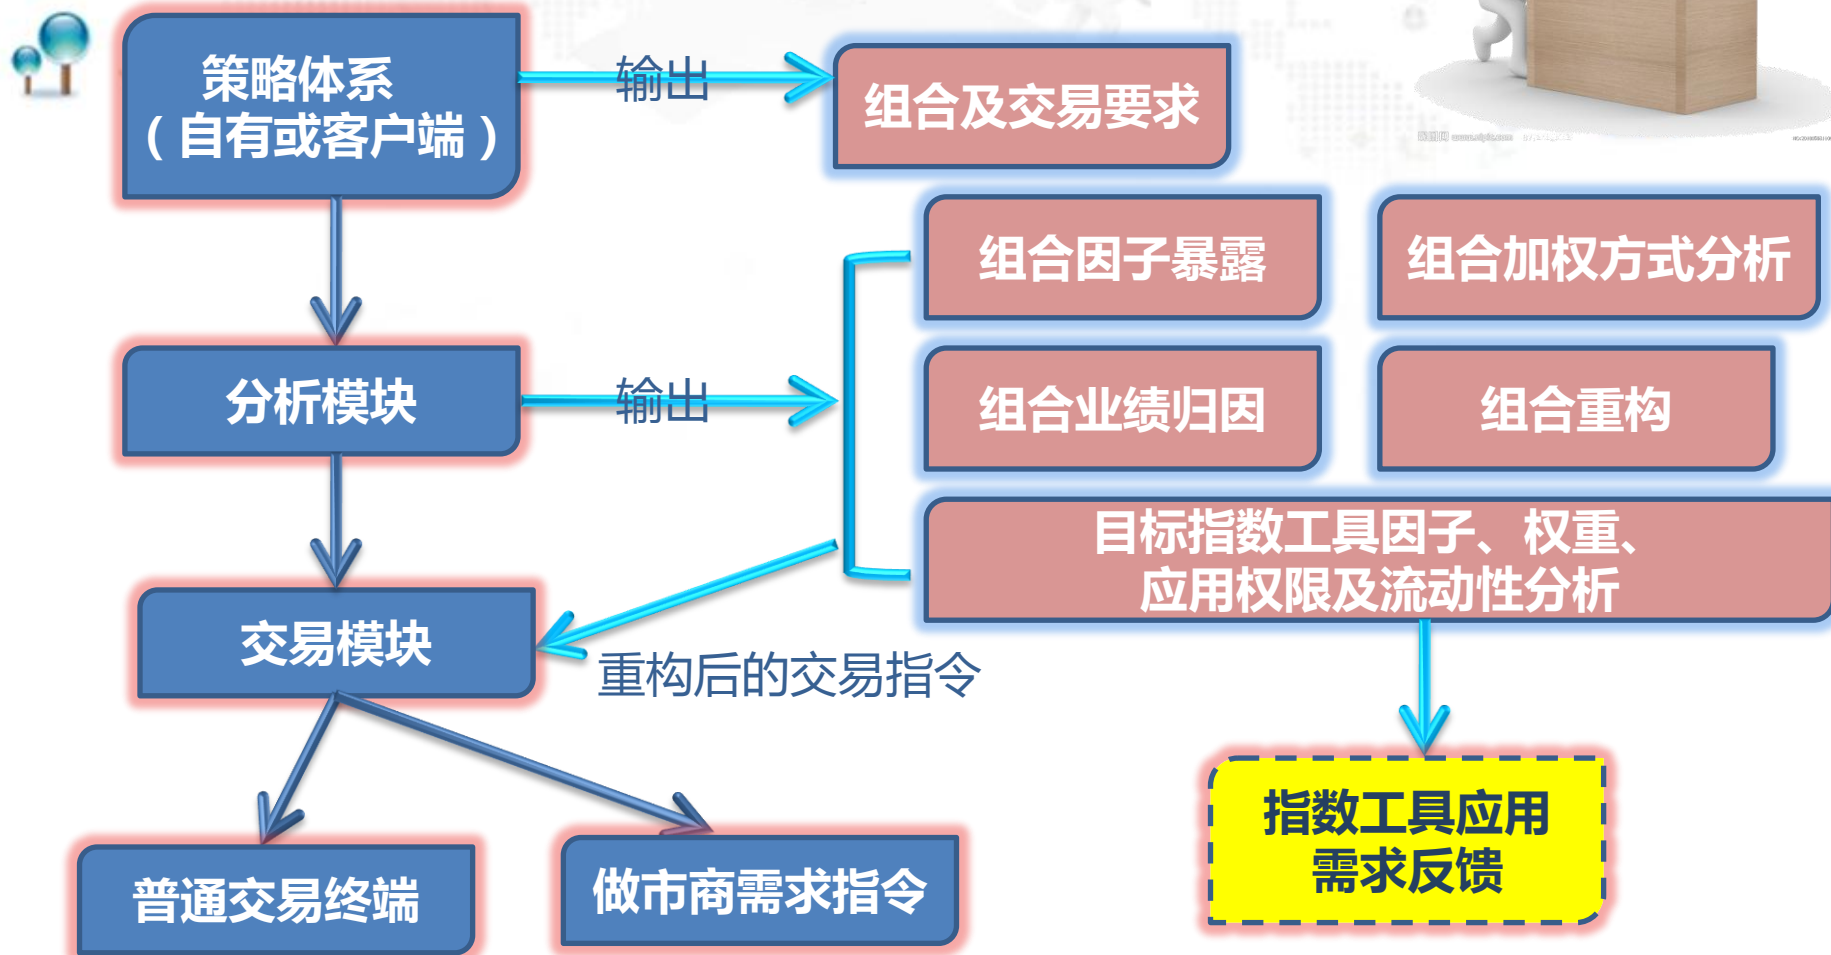 策略体系
（自有或客户端）
输出
组合及交易要求
组合因子暴露
组合加权方式分析
分析模块
输出
组合业绩归因
组合重构
目标指数工具因子、权重、
应用权限及流动性分析
交易模块
重构后的交易指令
指数工具应用
需求反馈
普通交易终端
做市商需求指令